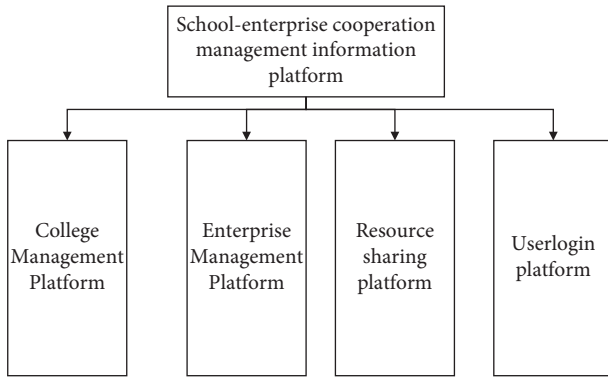 School-enterprise cooperation
management information
platform
College
Management
Platform
Enterprise
Management
Platform
Resource
sharing
platform
Userlogin
platform